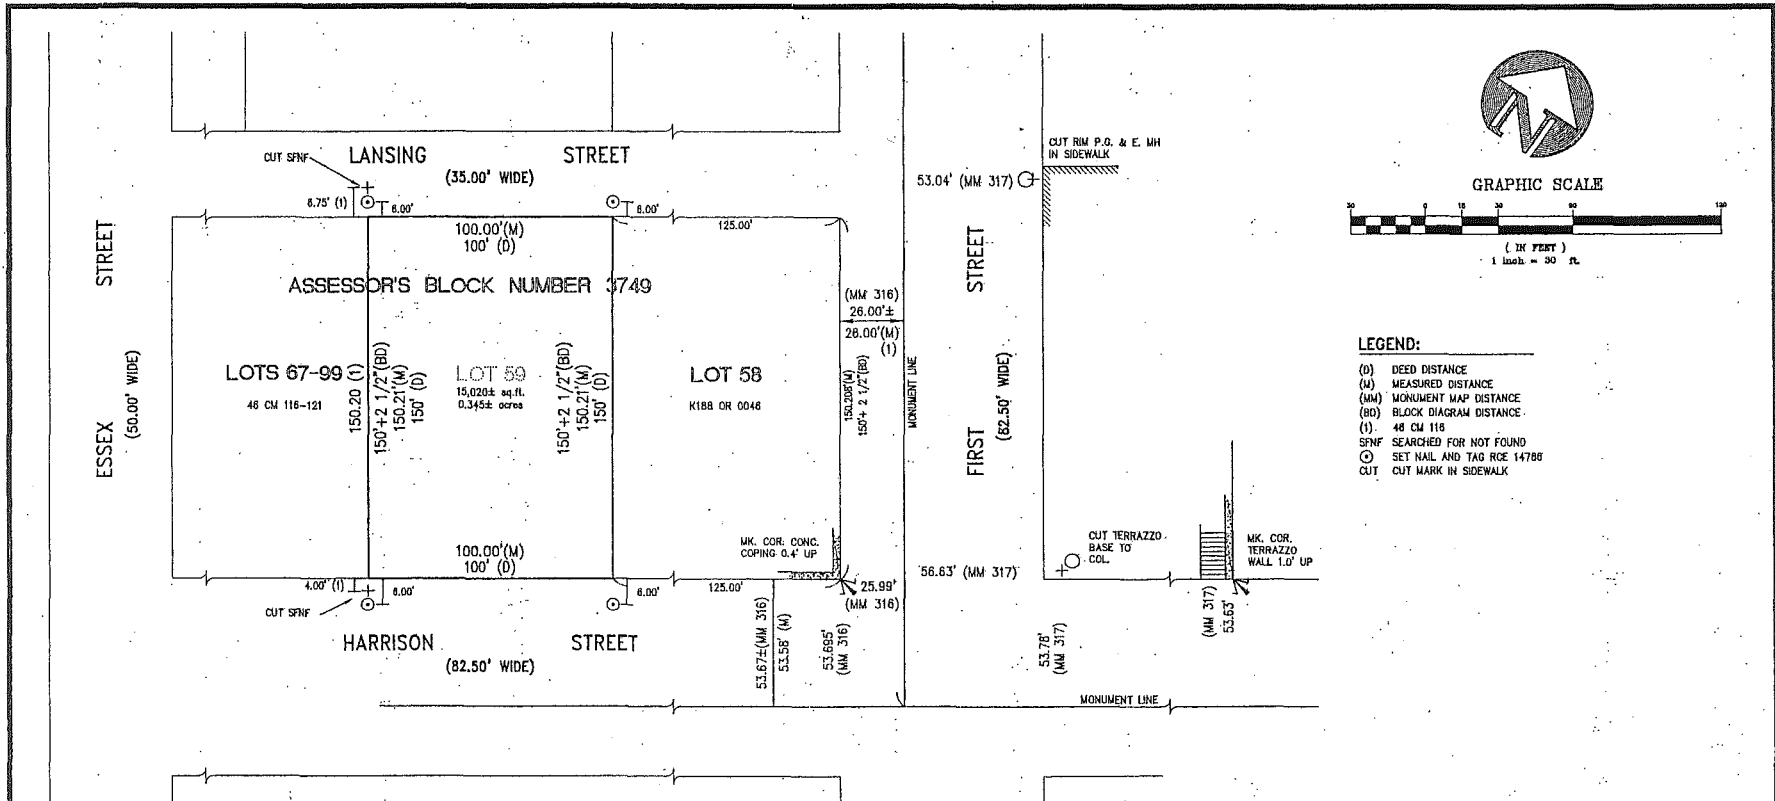 CUT SFNF
LANSING STREET
(35.00' WIDE)
6.75' (1)
6.00'
6.00'
100.00'(M)
100' (D)
125.00'
ASSESSOR'S BLOCK NUMBER 3749
ESSEX STREET
(50.00' WIDE)
LOTS 67-99
46 CM 116-121
150.20 (1)
150'+2 1/2"(BD)
150.21'(M)
150' (D)
LOT 59
15,020± sq.ft.
0.345± acres
150'+2 1/2"(BD)
150.21'(M)
150' (D)
LOT 58
K188 OR 0046
150.208'(M)
150'+ 2 1/2"(BD)
(MM 316)
26.00'±
26.00'(M)
(1)
MONUMENT LINE
FIRST STREET
(82.50' WIDE)
53.04' (MM 317)
CUT RIM P.G. & E. MH
IN SIDEWALK
100.00'(M)
100' (D)
4.00' (1)
6.00'
6.00'
125.00'
CUT SFNF
HARRISON STREET
(82.50' WIDE)
MK. COR. CONC.
COPING 0.4' UP
25.99'
(MM 316)
53.67±(MM 316)
53.58' (M)
53.695'
(MM 316)
56.63' (MM 317)
CUT TERRAZZO
BASE TO
COL.
53.78'
(MM 317)
MK. COR.
TERRAZZO
WALL 1.0' UP
(MM 317)
53.63'
MONUMENT LINE
GRAPHIC SCALE
30 0 15 30 60 120
( IN FEET )
1 inch = 30 ft.
LEGEND:
(D) DEED DISTANCE
(M) MEASURED DISTANCE
(MM) MONUMENT MAP DISTANCE
(BD) BLOCK DIAGRAM DISTANCE
(1) 46 CM 116
SFNF SEARCHED FOR NOT FOUND
SET NAIL AND TAG RCE 14786
CUT CUT MARK IN SIDEWALK